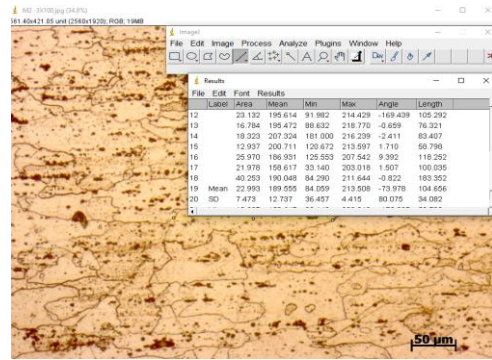 M2 -3X100.jpg (34.6%)
561.40x421.05 unit (2560x1920); RGB; 19MB
ImageJ
File Edit Image Process Analyze Plugins Window Help
Dev
Results
File Edit Font Results
Label Area Mean Min Max Angle Length
12 23.132 195.614 91.982 214.429 -169.439 105.292
13 16.784 195.472 88.632 218.770 -0.659 76.321
14 18.323 207.324 181.000 216.239 -2.411 83.407
15 12.937 200.711 120.672 213.597 1.710 58.798
16 25.970 186.931 125.553 207.542 9.392 118.252
17 21.978 158.617 33.140 203.018 1.507 100.035
18 40.253 190.048 84.290 211.644 -0.822 183.352
19 Mean 22.993 189.555 84.059 213.508 -73.978 104.656
20 SD 7.473 12.737 36.457 4.415 80.075 34.082
50 µm